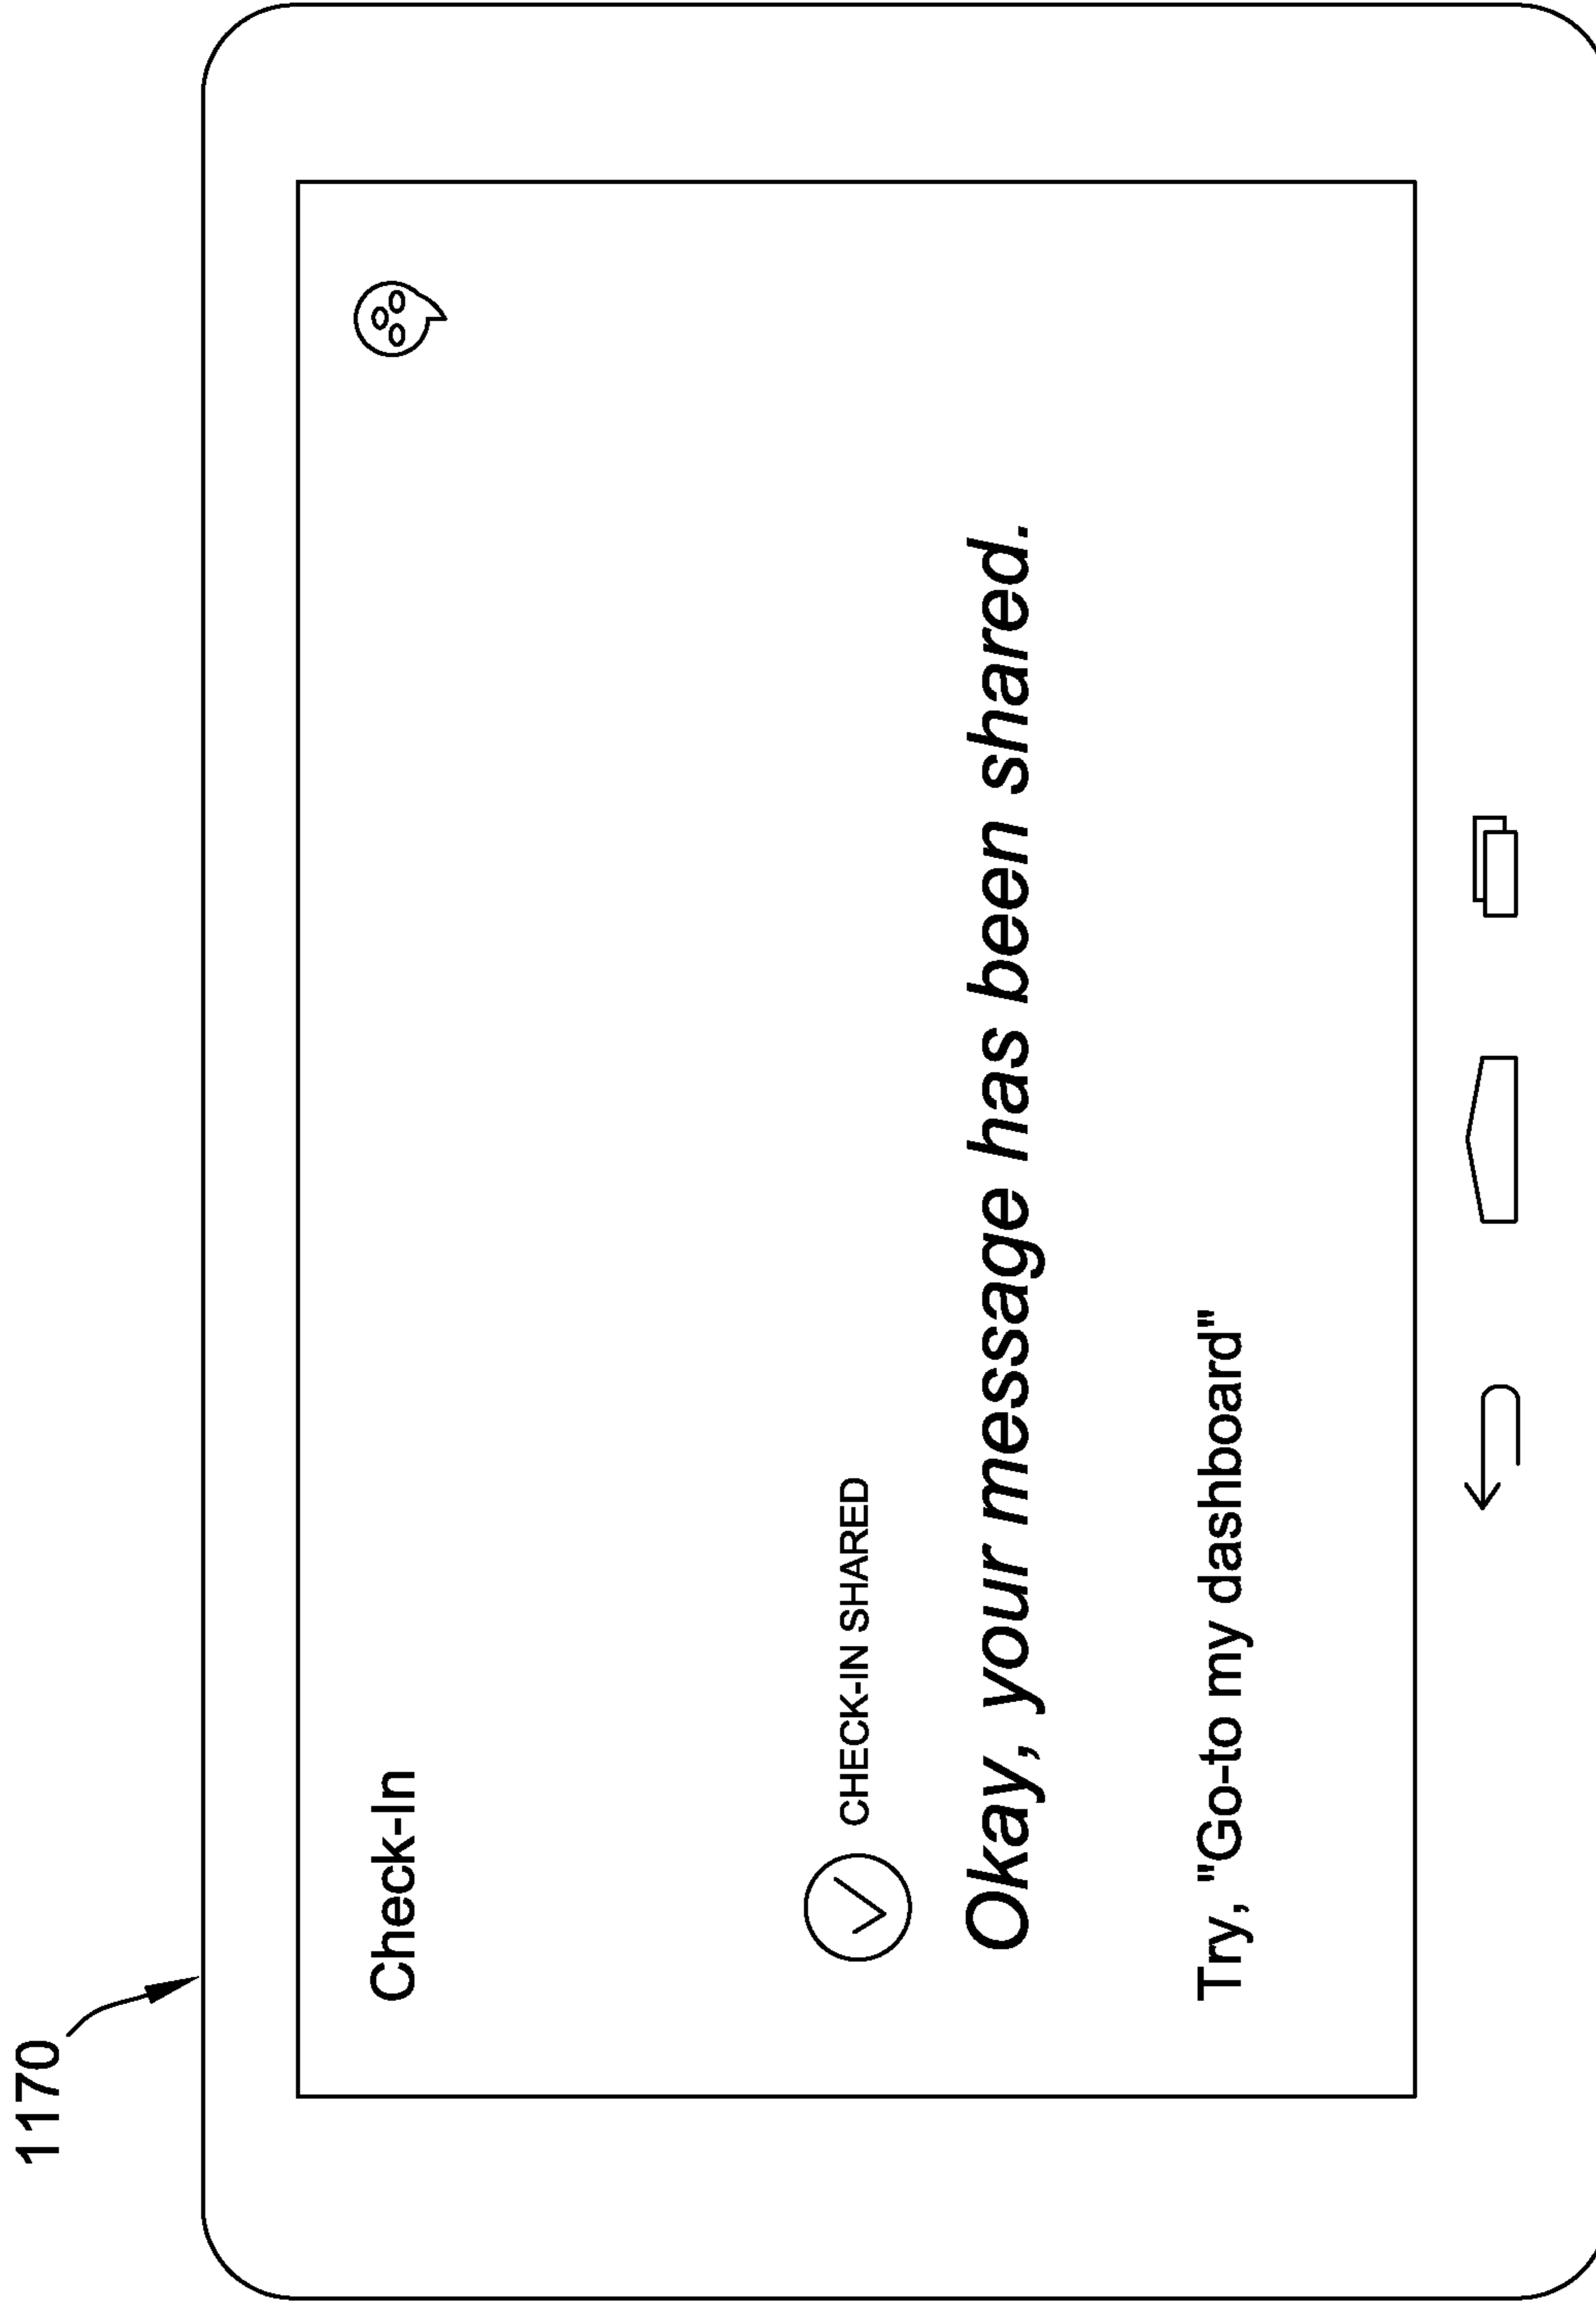 1170
Check-In
CHECK-IN SHARED
Okay, your message has been shared.
Try, "Go-to my dashboard"